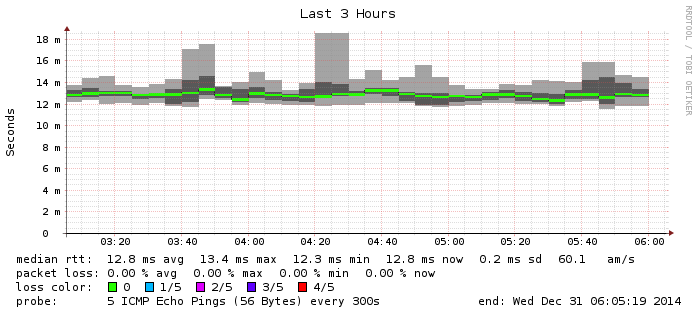 Last 3 Hours
RRDTOOL / TOBI OETIKER
Seconds
18 m
16 m
14 m
12 m
10 m
8 m
6 m
4 m
2 m
0
03:20 03:40 04:00 04:20 04:40 05:00 05:20 05:40 06:00
median rtt: 12.8 ms avg 13.4 ms max 12.3 ms min 12.8 ms now 0.2 ms sd 60.1 am/s
packet loss: 0.00 % avg 0.00 % max 0.00 % min 0.00 % now
loss color: 0 1/5 2/5 3/5 4/5
probe: 5 ICMP Echo Pings (56 Bytes) every 300s end: Wed Dec 31 06:05:19 2014